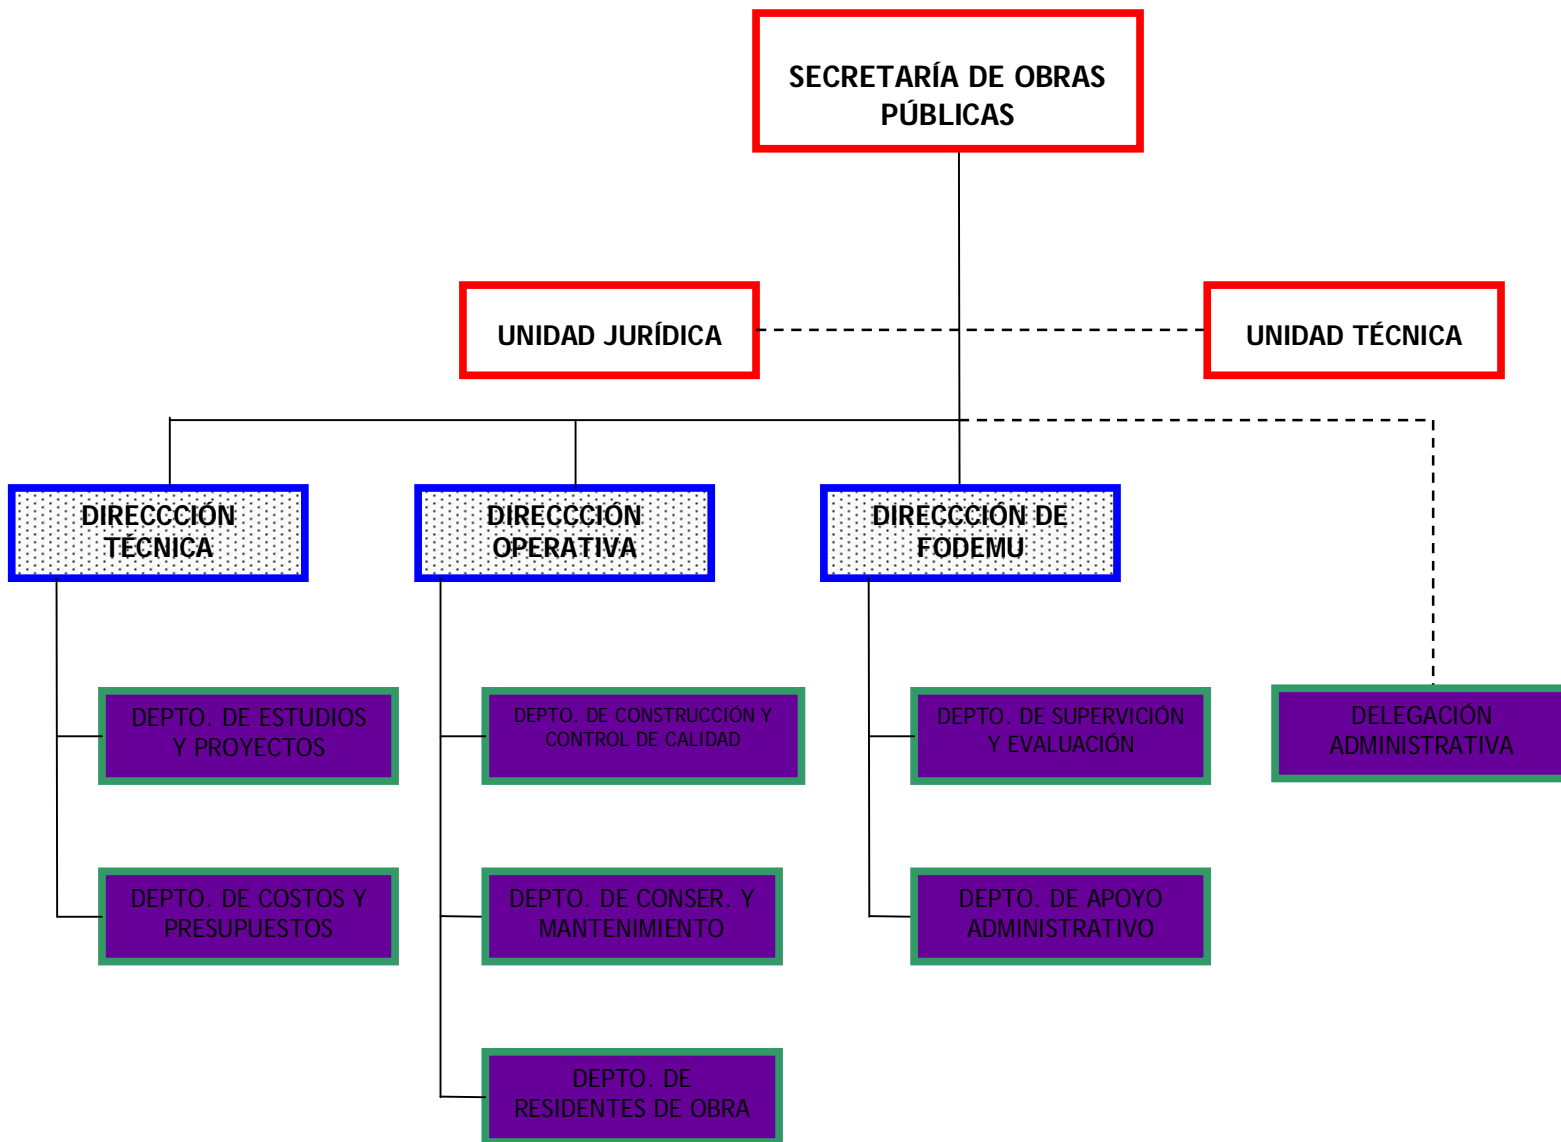 SECRETARÍA DE OBRAS
PÚBLICAS
UNIDAD JURÍDICA
UNIDAD TÉCNICA
DIRECCCIÓN
TÉCNICA
DIRECCCIÓN
OPERATIVA
DIRECCCIÓN DE
FODEMU
DEPTO. DE ESTUDIOS
Y PROYECTOS
DEPTO. DE CONSTRUCCIÓN Y
CONTROL DE CALIDAD
DEPTO. DE SUPERVICIÓN
Y EVALUACIÓN
DELEGACIÓN
ADMINISTRATIVA
DEPTO. DE COSTOS Y
PRESUPUESTOS
DEPTO. DE CONSER. Y
MANTENIMIENTO
DEPTO. DE APOYO
ADMINISTRATIVO
DEPTO. DE
RESIDENTES DE OBRA